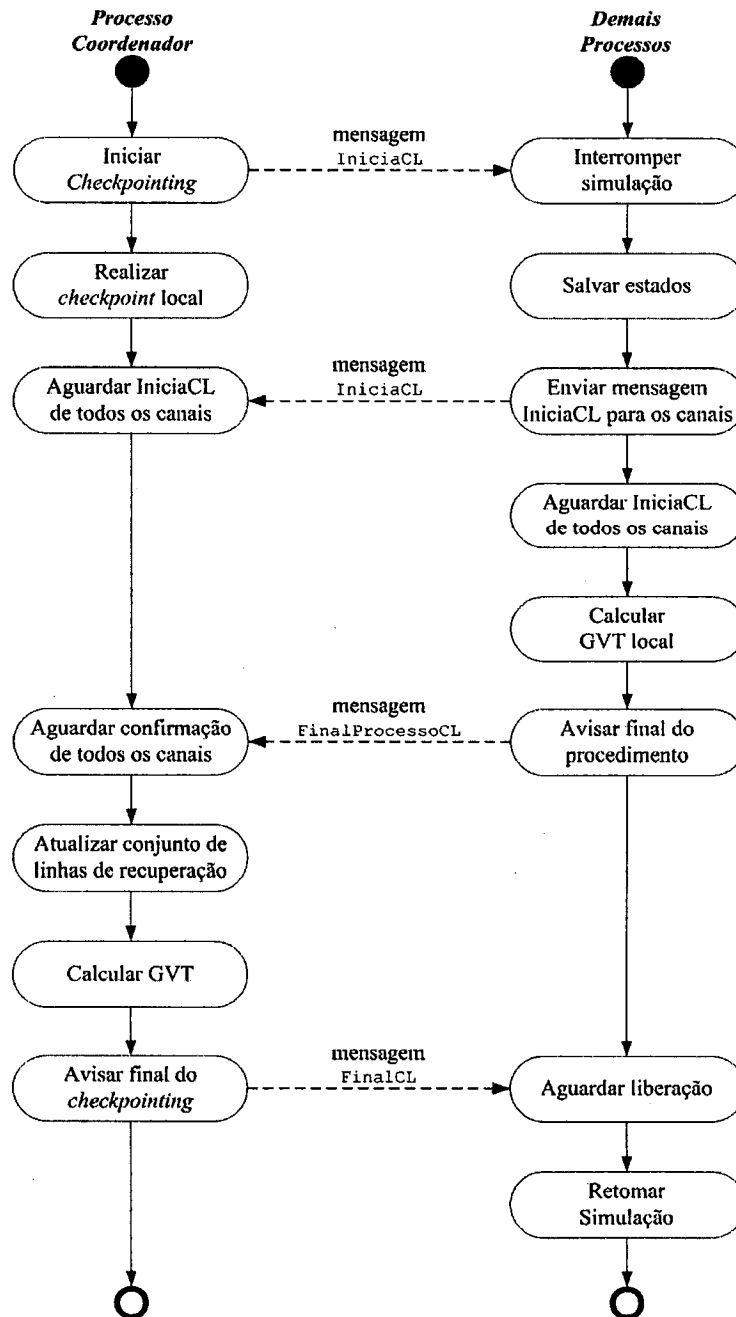 Processo
Coordenador
Demais
Processos
Iniciar
Checkpointing
mensagem
IniciaCL
Interromper
simulação
Realizar
checkpoint local
Salvar estados
Aguardar IniciaCL
de todos os canais
mensagem
IniciaCL
Enviar mensagem
IniciaCL para os canais
Aguardar IniciaCL
de todos os canais
Calcular
GVT local
Aguardar confirmação
de todos os canais
mensagem
FinalProcessoCL
Avisar final do
procedimento
Atualizar conjunto de
linhas de recuperação
Calcular GVT
Avisar final do
checkpointing
mensagem
FinalCL
Aguardar liberação
Retomar
Simulação